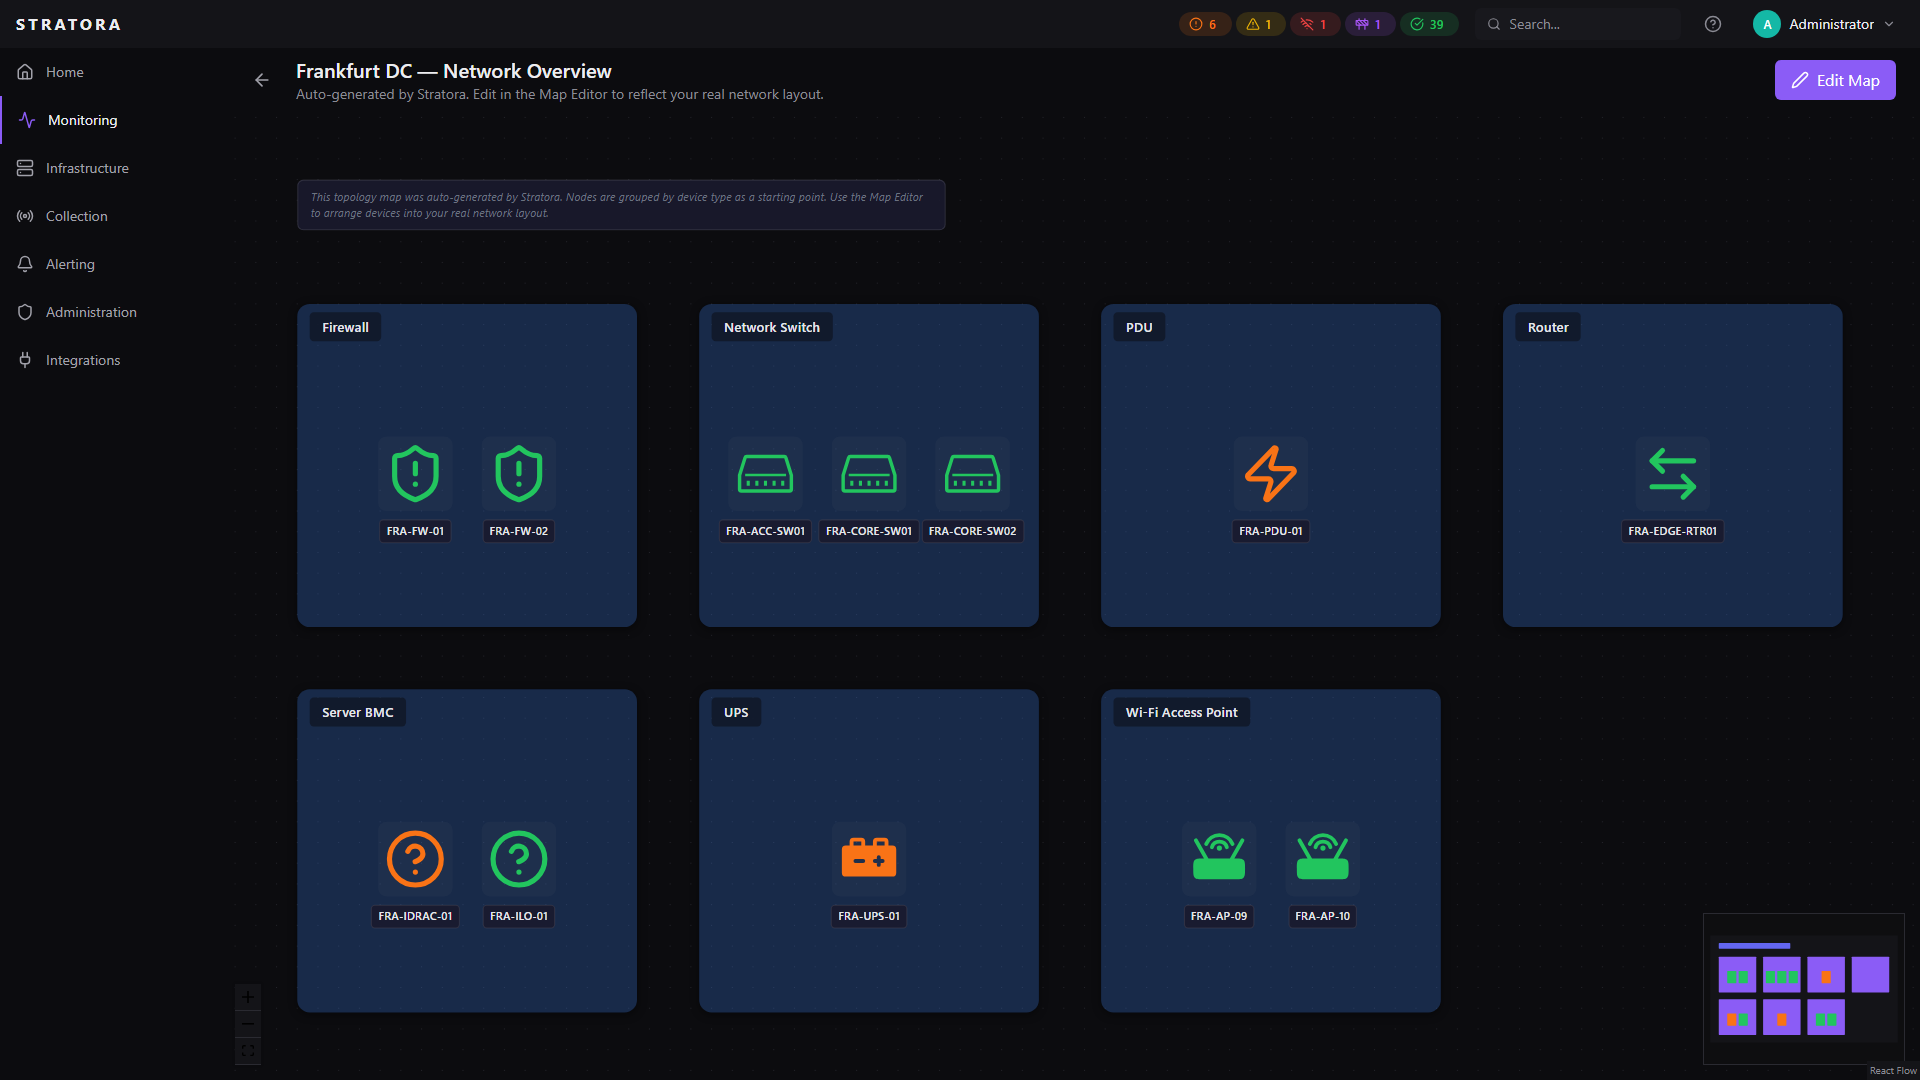 STRATORA
6
1
1
1
39
Search...
A
Administrator
Home
Monitoring
Infrastructure
Collection
Alerting
Administration
Integrations
Frankfurt DC — Network Overview
Auto-generated by Stratora. Edit in the Map Editor to reflect your real network layout.
Edit Map
This topology map was auto-generated by Stratora. Nodes are grouped by device type as a starting point. Use the Map Editor
to arrange devices into your real network layout.
Firewall
FRA-FW-01
FRA-FW-02
Network Switch
FRA-ACC-SW01
FRA-CORE-SW01
FRA-CORE-SW02
PDU
FRA-PDU-01
Router
FRA-EDGE-RTR01
Server BMC
FRA-IDRAC-01
FRA-ILO-01
UPS
FRA-UPS-01
Wi-Fi Access Point
FRA-AP-09
FRA-AP-10
React Flow